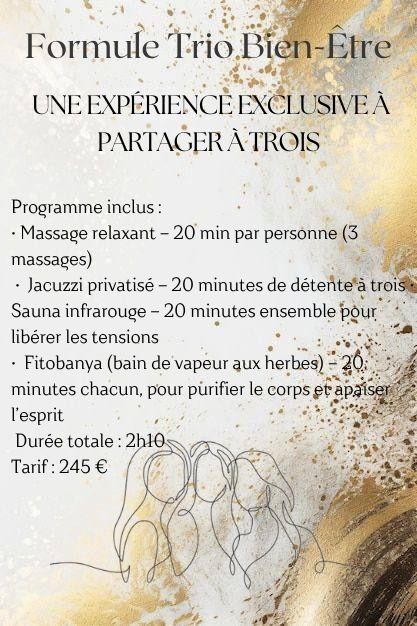 Formule Trio Bien-Être
UNE EXPÉRIENCE EXCLUSIVE À
PARTAGER À TROIS
Programme inclus :
· Massage relaxant – 20 min par personne (3
massages)
· Jacuzzi privatisé – 20 minutes de détente à trois ·
Sauna infrarouge – 20 minutes ensemble pour
libérer les tensions
· Fitobanya (bain de vapeur aux herbes) – 20
minutes chacun, pour purifier le corps et apaiser
l'esprit
Durée totale : 2h10
Tarif : 245 €